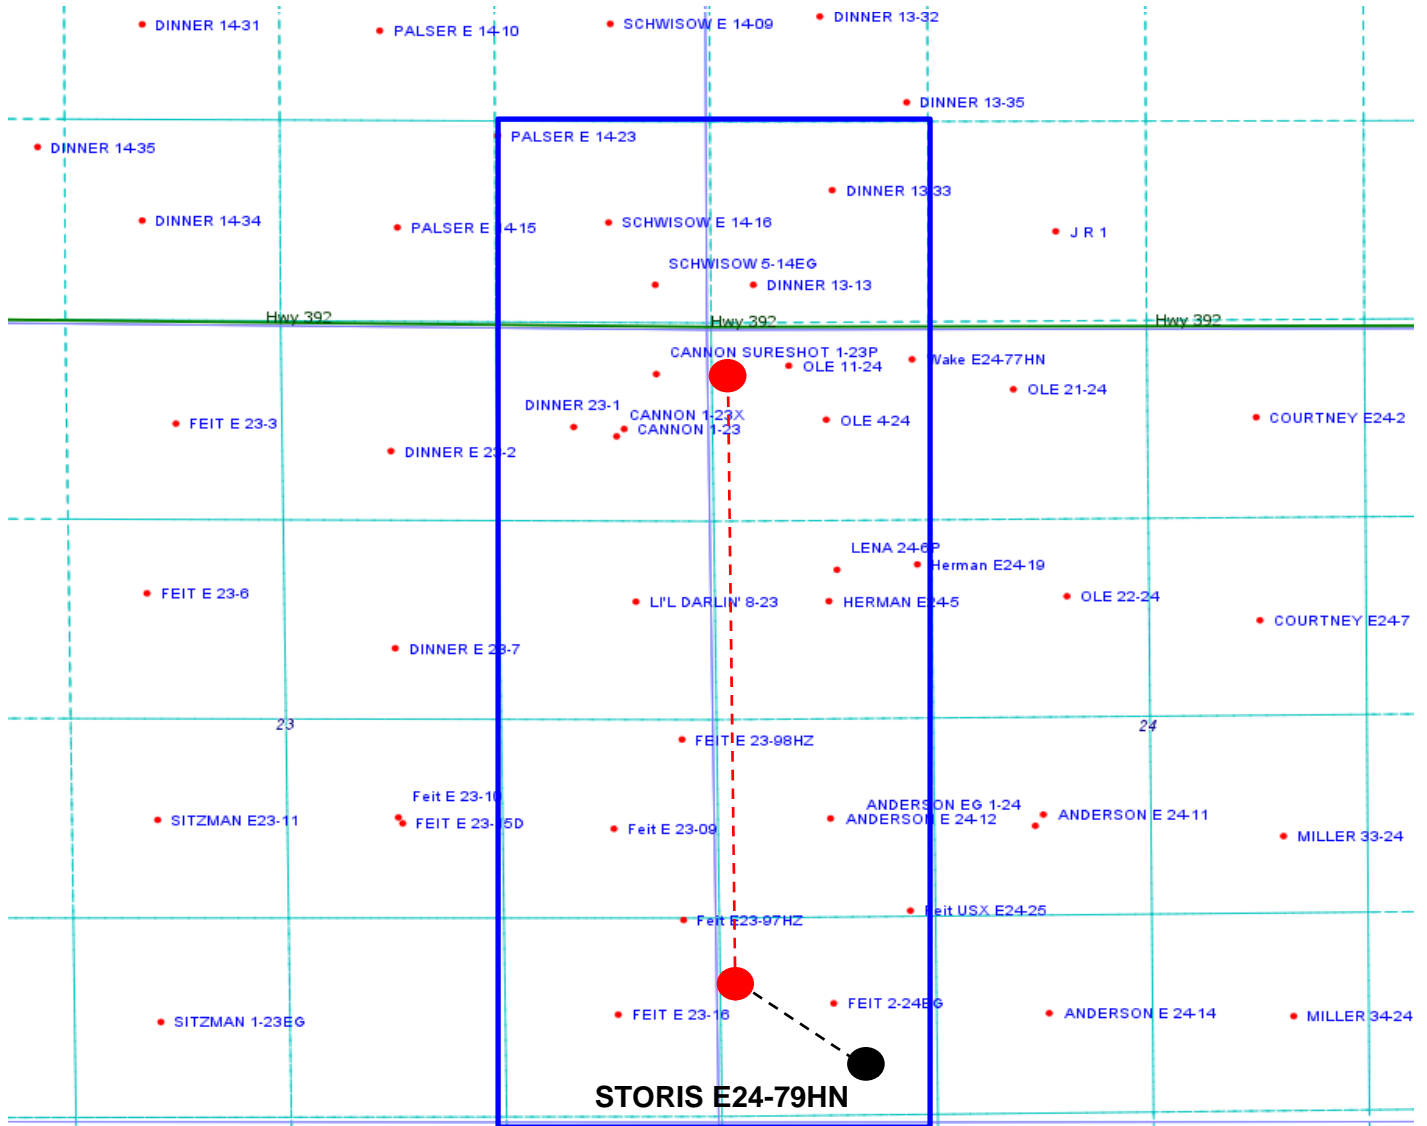 DINNER 14-31
PALSER E 14-10
SCHWISOW E 14-09
DINNER 13-32
DINNER 13-35
PALSER E 14-23
DINNER 14-35
DINNER 13-33
DINNER 14-34
PALSER E 14-15
SCHWISOW E 14-16
J R 1
SCHWISOW 5-14EG
DINNER 13-13
Hwy 392
Hwy 392
Hwy 392
CANNON SURESHOT 1-23P
Wake E24-77HN
OLE 11-24
OLE 21-24
DINNER 23-1
CANNON 1-23X
COURTNEY E24-2
FEIT E 23-3
CANNON 1-23
OLE 4-24
DINNER E 23-2
LENA 24-6P
Herman E24-19
FEIT E 23-6
LI'L DARLIN' 8-23
HERMAN E24-5
OLE 22-24
COURTNEY E24-7
DINNER E 23-7
23
24
FEIT E 23-98HZ
Feit E 23-10
ANDERSON EG 1-24
SITZMAN E23-11
FEIT E 23-15D
Feit E 23-09
ANDERSON E 24-12
ANDERSON E 24-11
MILLER 33-24
Feit E23-97HZ
Feit USX E24-25
SITZMAN 1-23EG
FEIT E 23-16
FEIT 2-24EG
ANDERSON E 24-14
MILLER 34-24
STORIS E24-79HN